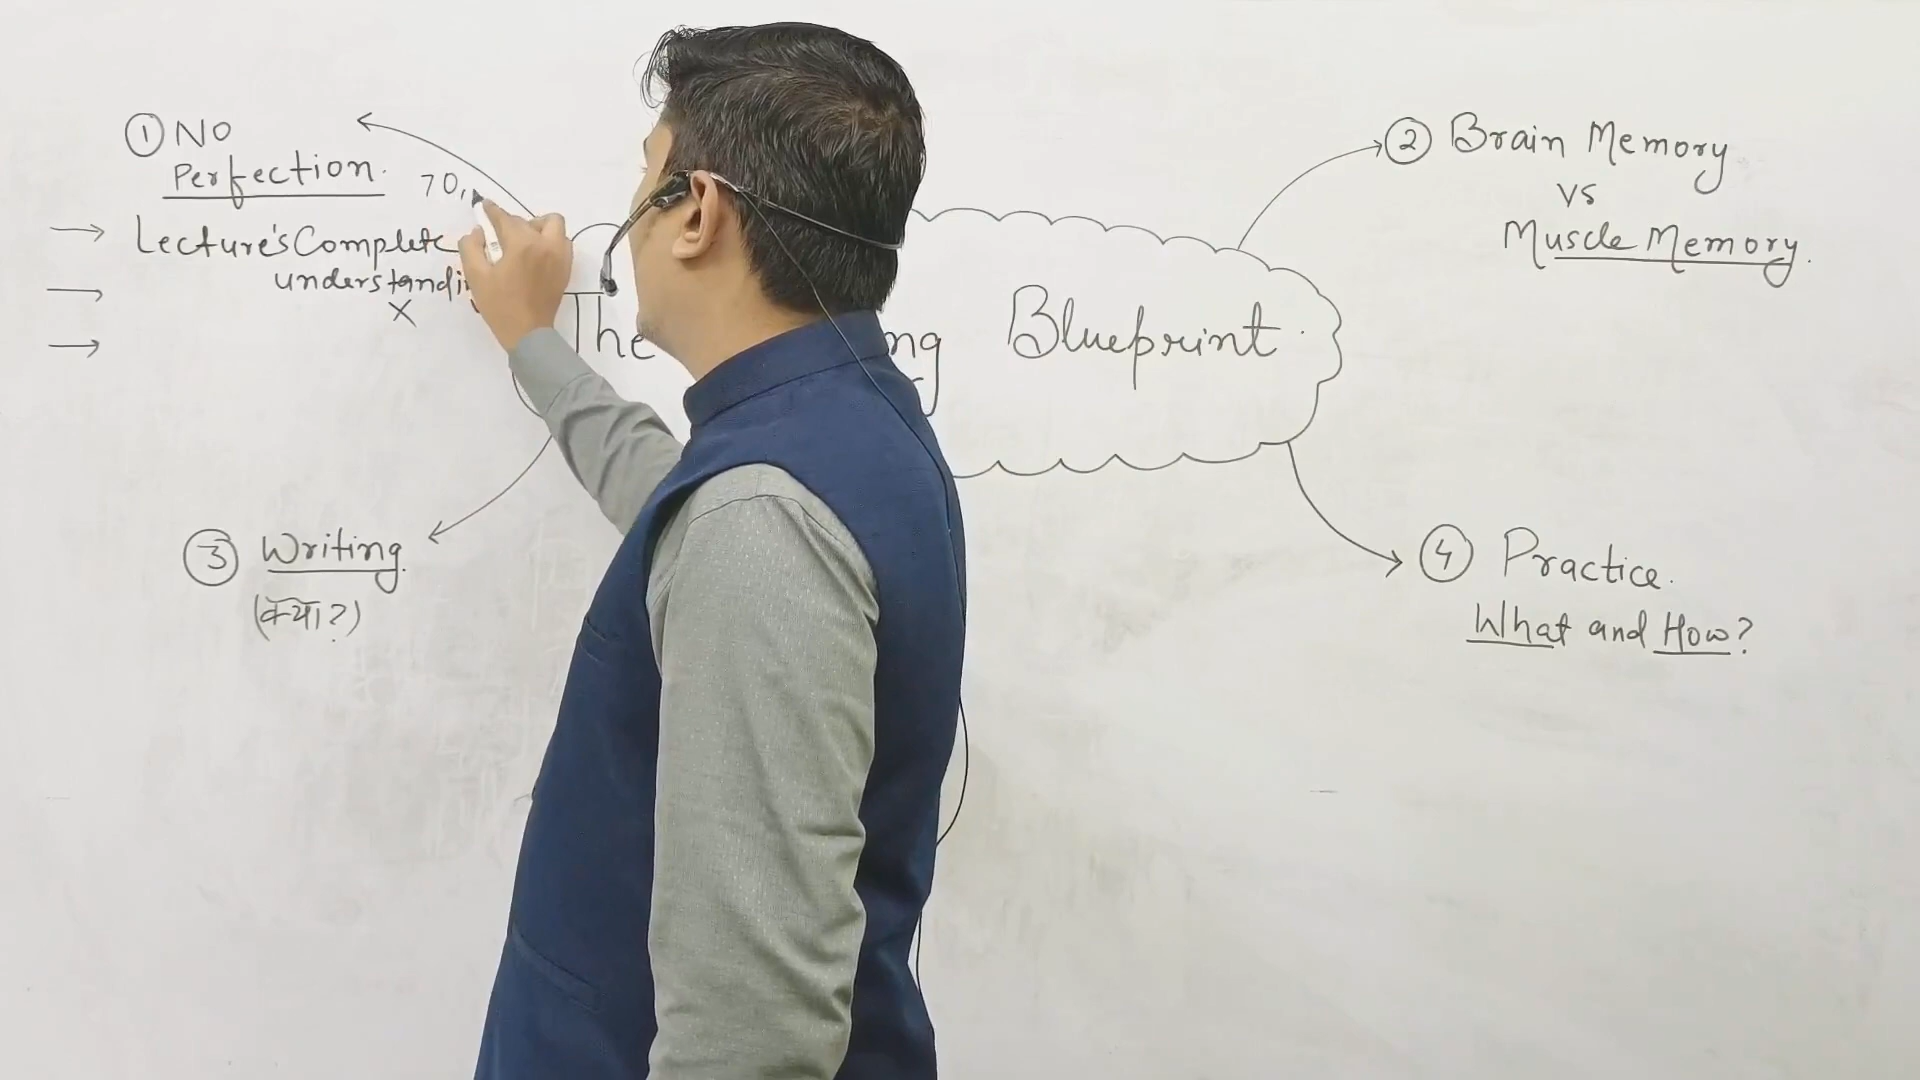 ① NO
Perfection.
70,
Lecture's Complete
understandi
X
The ng Blueprint.
② Brain Memory
vs
Muscle Memory.
③ Writing.
(क्या?)
④ Practice.
What and How?